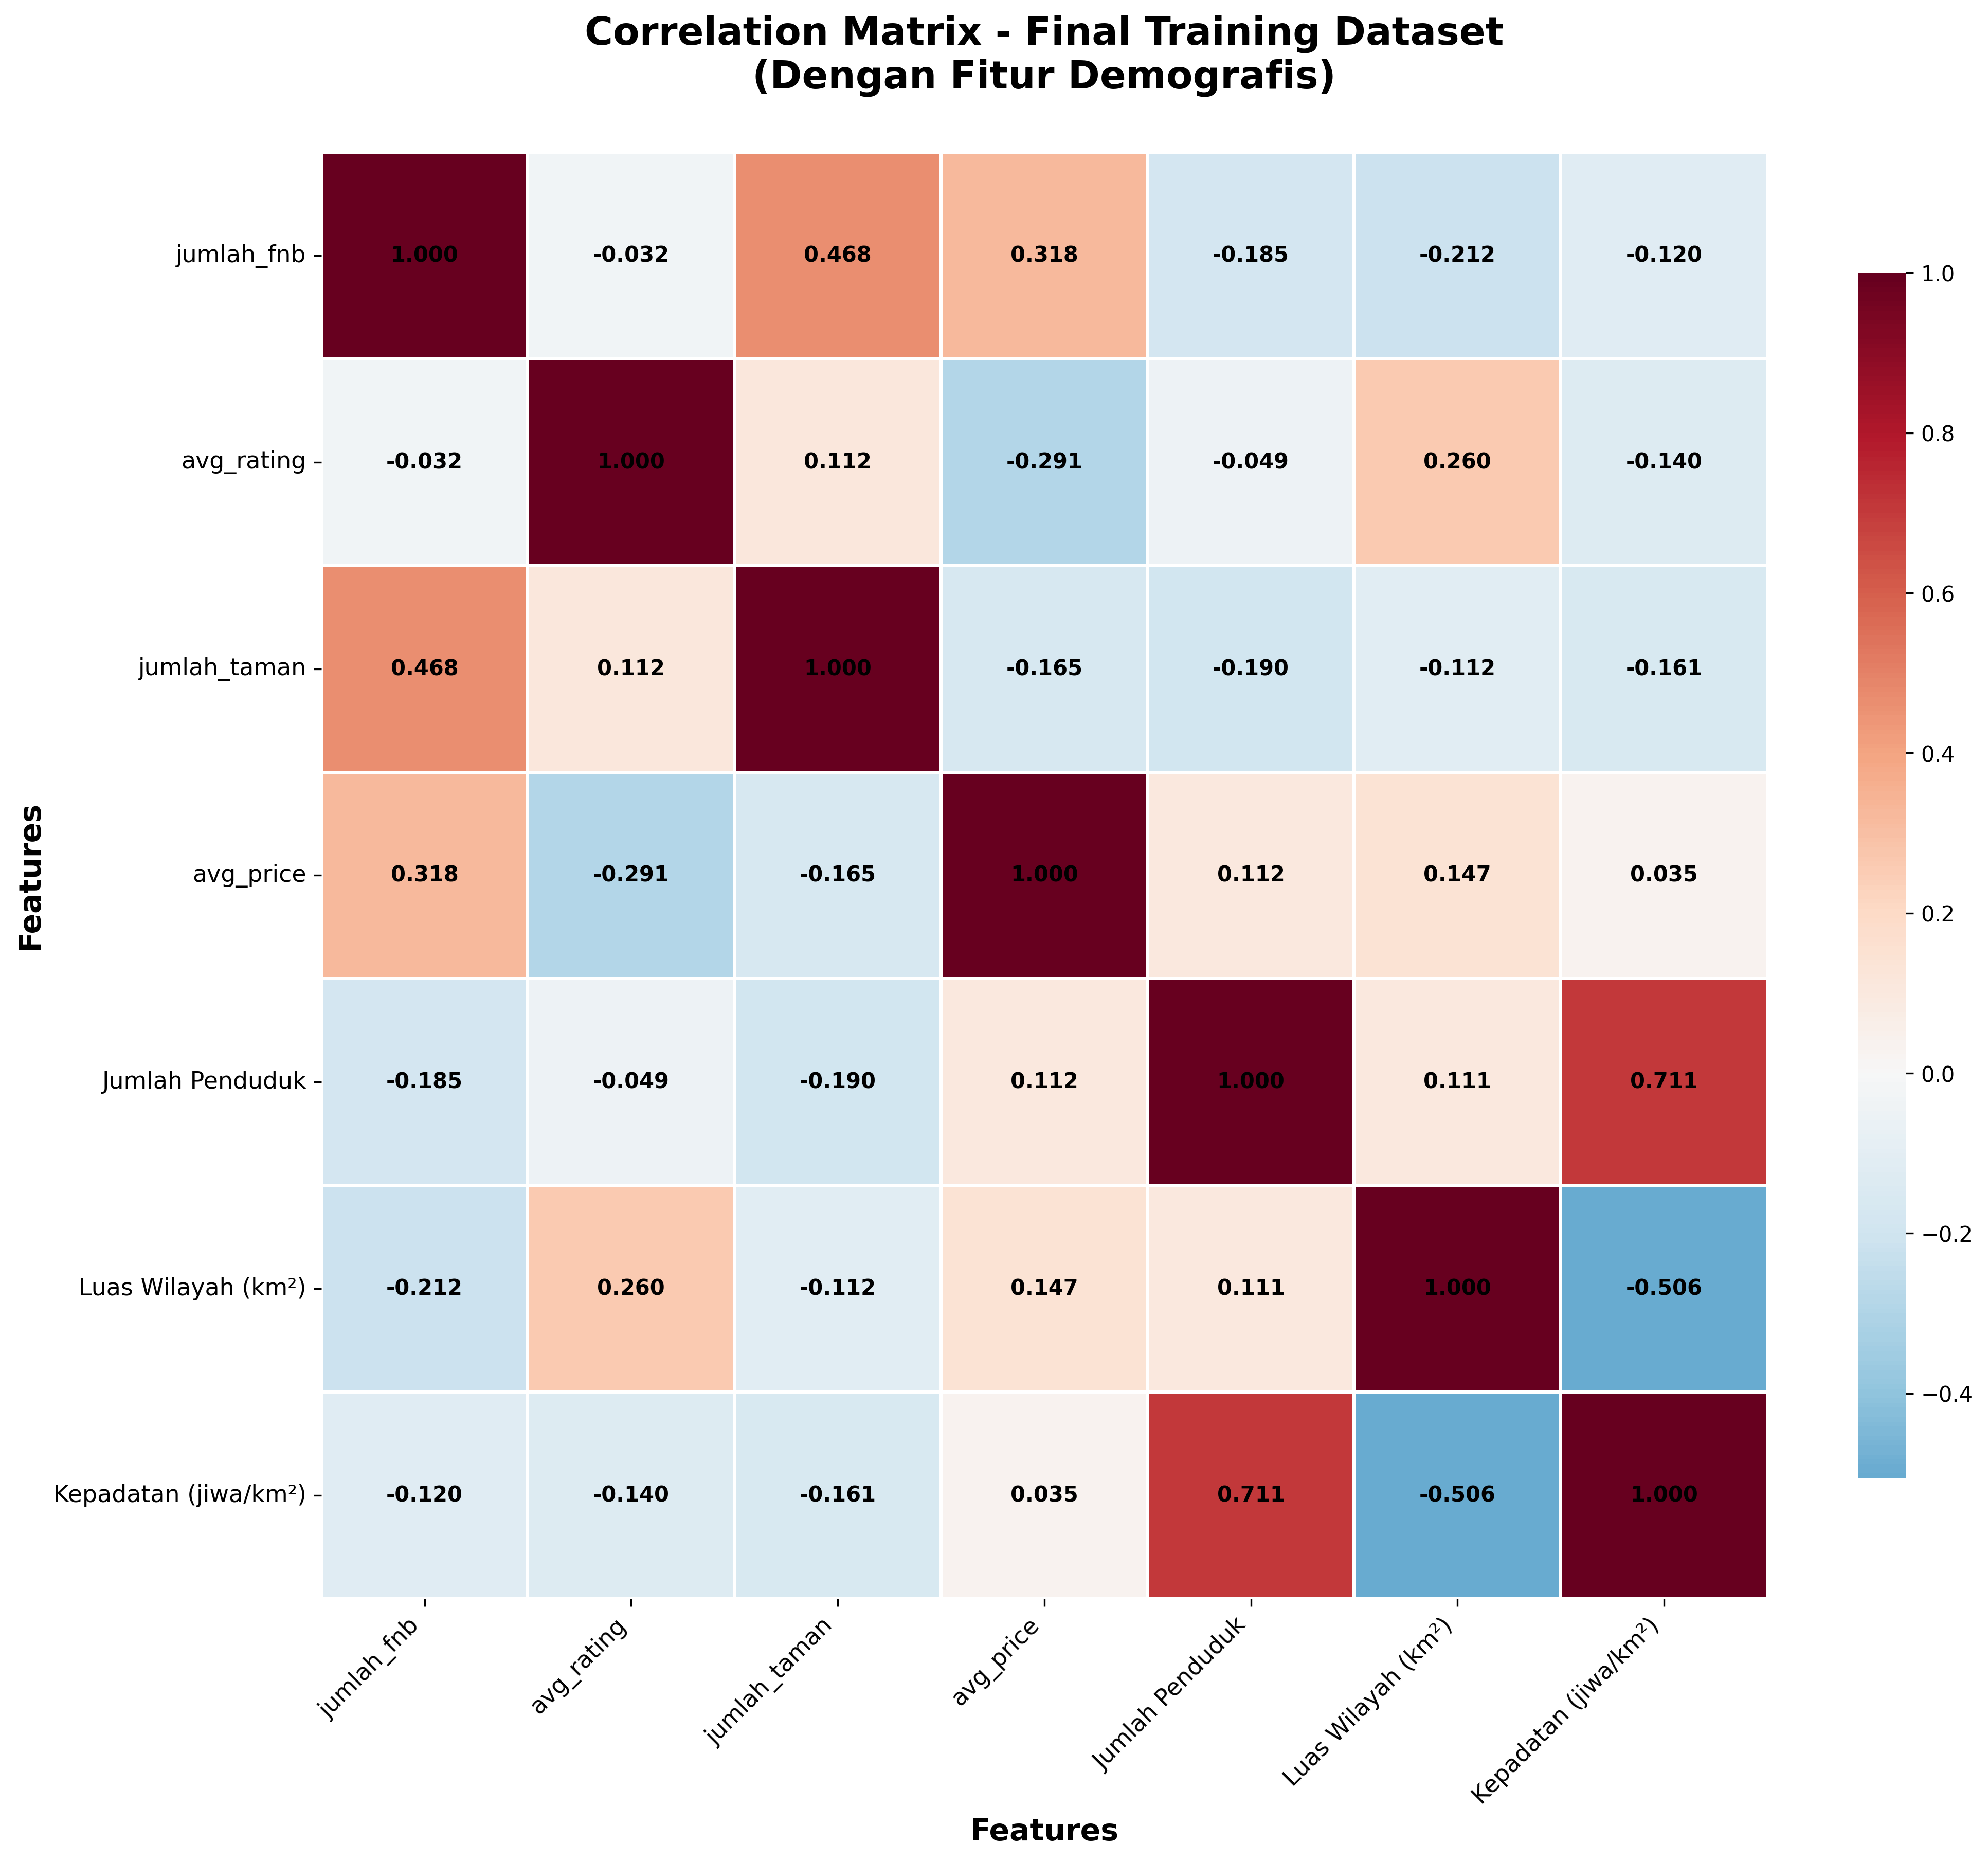 Correlation Matrix - Final Training Dataset
(Dengan Fitur Demografis)
jumlah_fnb 1.000 -0.032 0.468 0.318 -0.185 -0.212 -0.120
avg_rating -0.032 1.000 0.112 -0.291 -0.049 0.260 -0.140
jumlah_taman 0.468 0.112 1.000 -0.165 -0.190 -0.112 -0.161
avg_price 0.318 -0.291 -0.165 1.000 0.112 0.147 0.035
Jumlah Penduduk -0.185 -0.049 -0.190 0.112 1.000 0.111 0.711
Luas Wilayah (km²) -0.212 0.260 -0.112 0.147 0.111 1.000 -0.506
Kepadatan (jiwa/km²) -0.120 -0.140 -0.161 0.035 0.711 -0.506 1.000
Features
jumlah_fnb
avg_rating
jumlah_taman
avg_price
Jumlah Penduduk
Luas Wilayah (km²)
Kepadatan (jiwa/km²)
Features
1.0
0.8
0.6
0.4
0.2
0.0
−0.2
−0.4